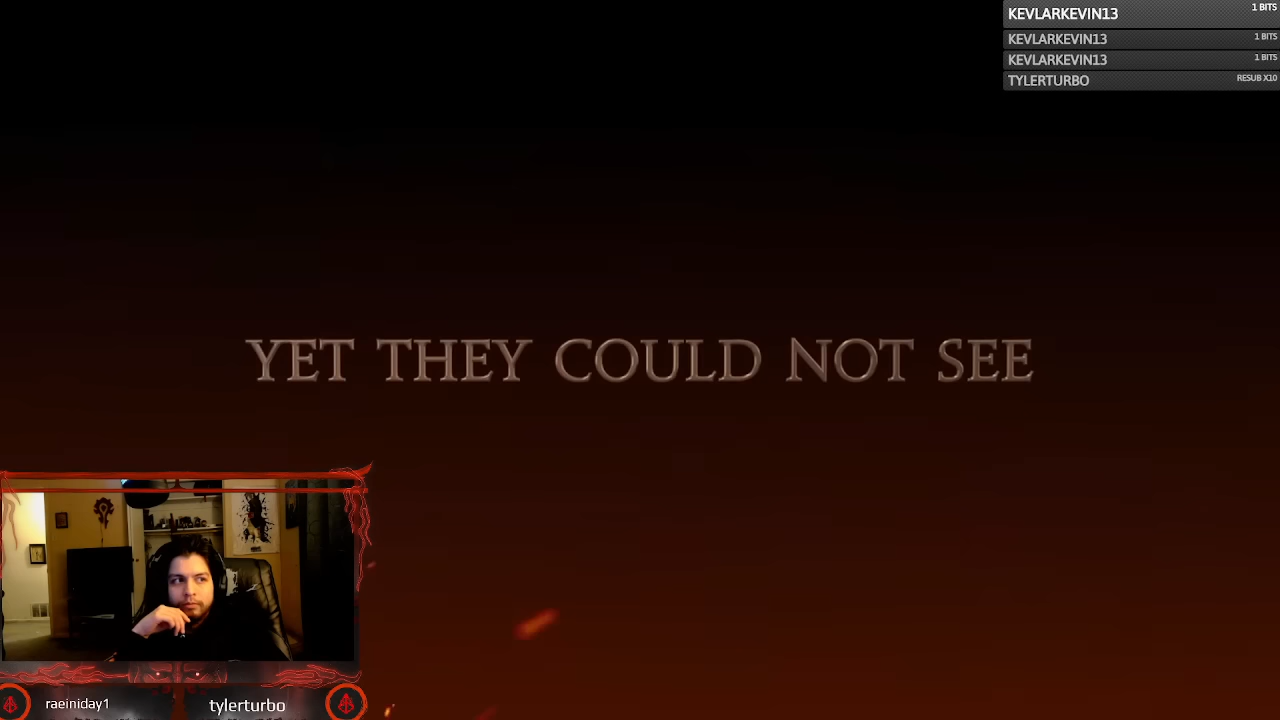 KEVLARKEVIN13 1 BITS
KEVLARKEVIN13 1 BITS
KEVLARKEVIN13 1 BITS
TYLERTURBO RESUB X10
YET THEY COULD NOT SEE
raeiniday1 tylerturbo